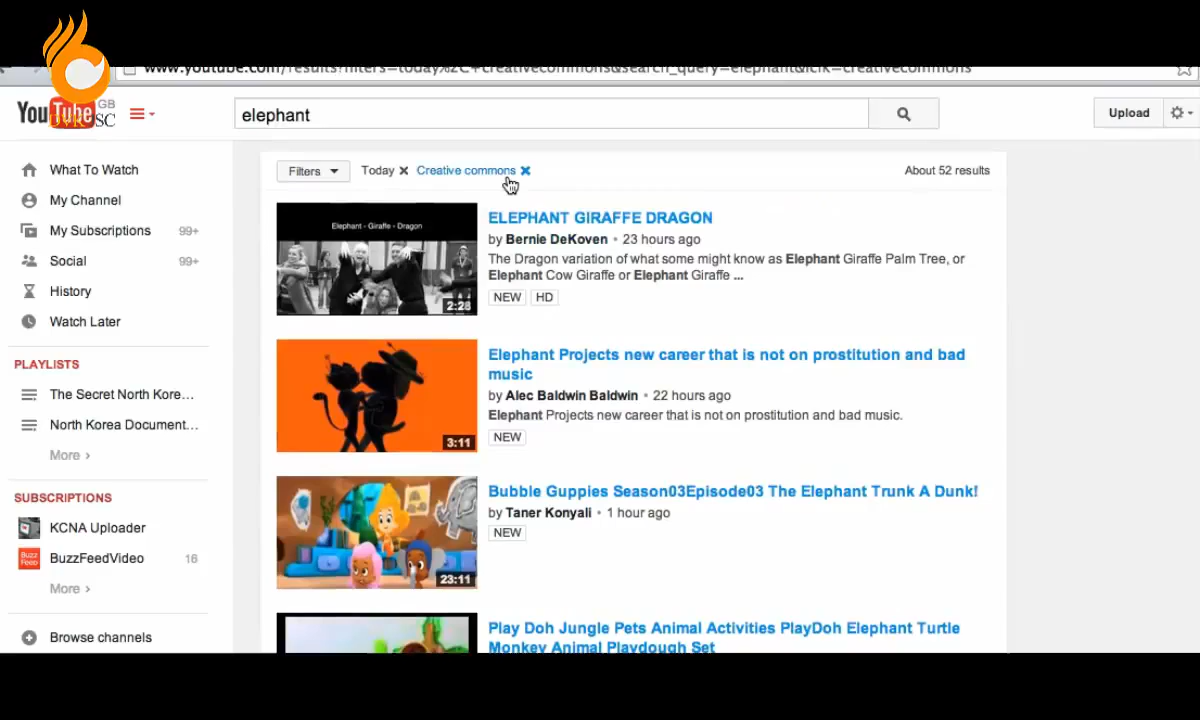 www.youtube.com/results?filters=today%2C+creativecommons&search_query=elephant&lclk=creativecommons
YouTube GB
elephant
Upload
What To Watch
My Channel
My Subscriptions 99+
Social 99+
History
Watch Later
PLAYLISTS
The Secret North Kore...
North Korea Document...
More ›
SUBSCRIPTIONS
KCNA Uploader
BuzzFeedVideo 16
More ›
Browse channels
Filters Today × Creative commons ×
About 52 results
Elephant - Giraffe - Dragon
2:28
ELEPHANT GIRAFFE DRAGON
by Bernie DeKoven • 23 hours ago
The Dragon variation of what some might know as Elephant Giraffe Palm Tree, or
Elephant Cow Giraffe or Elephant Giraffe ...
NEW HD
3:11
Elephant Projects new career that is not on prostitution and bad
music
by Alec Baldwin Baldwin • 22 hours ago
Elephant Projects new career that is not on prostitution and bad music.
NEW
23:11
Bubble Guppies Season03Episode03 The Elephant Trunk A Dunk!
by Taner Konyali • 1 hour ago
NEW
Play Doh Jungle Pets Animal Activities PlayDoh Elephant Turtle
Monkey Animal Playdough Set